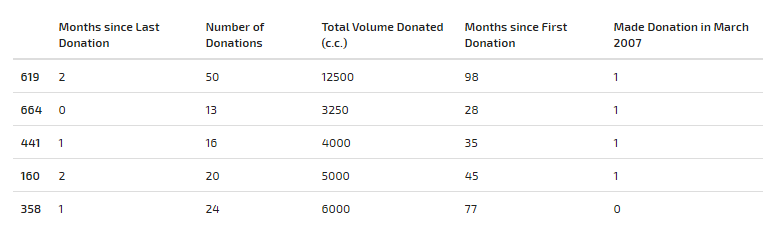 Months since Last Donation Number of Donations Total Volume Donated (c.c.) Months since First Donation Made Donation in March 2007
619 2 50 12500 98 1
664 0 13 3250 28 1
441 1 16 4000 35 1
160 2 20 5000 45 1
358 1 24 6000 77 0